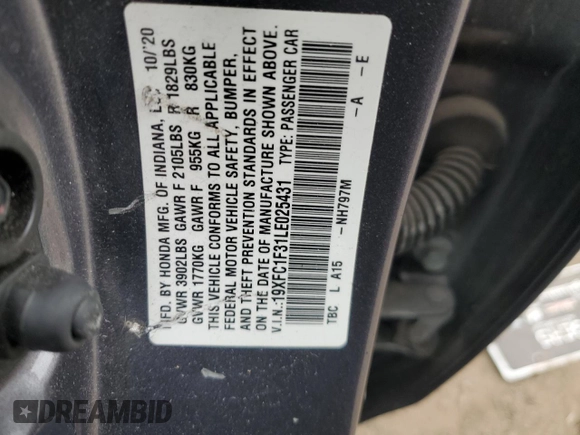 MFD. BY HONDA MFG. OF INDIANA, LLC 10/'20
GVWR 3902LBS GAWR F 2105LBS R 1829LBS
GVWR 1770KG GAWR F 955KG R 830KG
THIS VEHICLE CONFORMS TO ALL APPLICABLE
FEDERAL MOTOR VEHICLE SAFETY, BUMPER,
AND THEFT PREVENTION STANDARDS IN EFFECT
ON THE DATE OF MANUFACTURE SHOWN ABOVE.
V.I.N.:19XFC1F31LE025431 TYPE: PASSENGER CAR
TBC L A15 -NH797M -A -E
DREAMBID